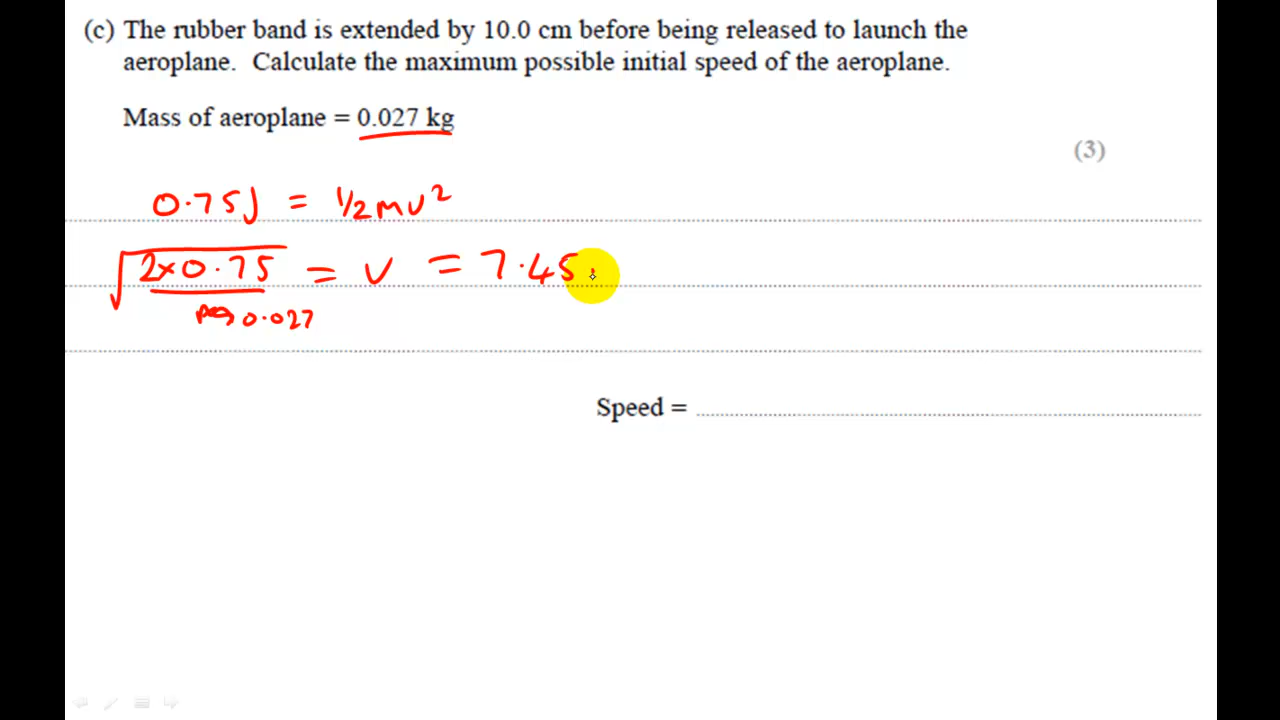 (c) The rubber band is extended by 10.0 cm before being released to launch the
aeroplane. Calculate the maximum possible initial speed of the aeroplane.
Mass of aeroplane = 0.027 kg
(3)
0.75J = 1/2mv²
√2×0.75 = v = 7.45
0.027
Speed =